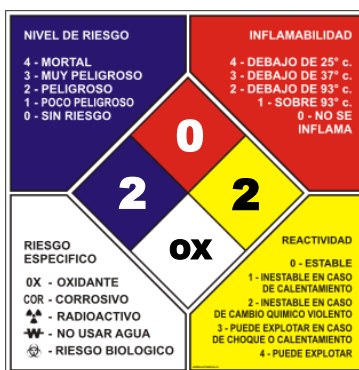 NIVEL DE RIESGO
4 - MORTAL
3 - MUY PELIGROSO
2 - PELIGROSO
1 - POCO PELIGROSO
0 - SIN RIESGO
INFLAMABILIDAD
4 - DEBAJO DE 25° c.
3 - DEBAJO DE 37° c.
2 - DEBAJO DE 93° c.
1 - SOBRE 93° c.
0 - NO SE
INFLAMA
0
2
2
OX
RIESGO
ESPECIFICO
OX - OXIDANTE
COR - CORROSIVO
- RADIOACTIVO
W - NO USAR AGUA
- RIESGO BIOLOGICO
REACTIVIDAD
0 - ESTABLE
1 - INESTABLE EN CASO
DE CALENTAMIENTO
2 - INESTABLE EN CASO
DE CAMBIO QUIMICO VIOLENTO
3 - PUEDE EXPLOTAR EN CASO
DE CHOQUE O CALENTAMIENTO
4 - PUEDE EXPLOTAR